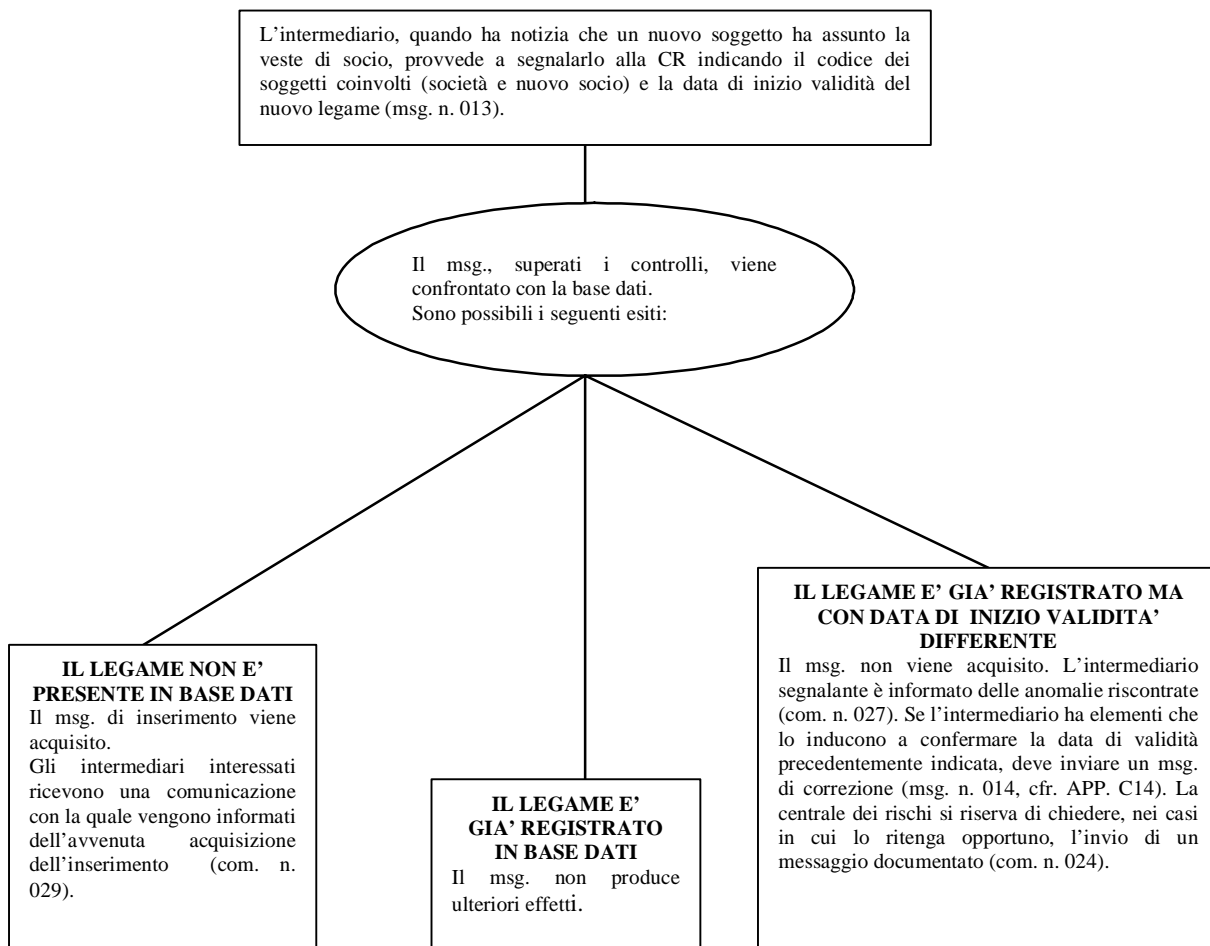 L’intermediario, quando ha notizia che un nuovo soggetto ha assunto la
veste di socio, provvede a segnalarlo alla CR indicando il codice dei
soggetti coinvolti (società e nuovo socio) e la data di inizio validità del
nuovo legame (msg. n. 013).
Il msg., superati i controlli, viene
confrontato con la base dati.
Sono possibili i seguenti esiti:
IL LEGAME NON E’
PRESENTE IN BASE DATI
Il msg. di inserimento viene
acquisito.
Gli intermediari interessati
ricevono una comunicazione
con la quale vengono informati
dell’avvenuta acquisizione
dell’inserimento (com. n.
029).
IL LEGAME E’
GIA’ REGISTRATO
IN BASE DATI
Il msg. non produce
ulteriori effetti.
IL LEGAME E’ GIA’ REGISTRATO MA
CON DATA DI INIZIO VALIDITA’
DIFFERENTE
Il msg. non viene acquisito. L’intermediario
segnalante è informato delle anomalie riscontrate
(com. n. 027). Se l’intermediario ha elementi che
lo inducono a confermare la data di validità
precedentemente indicata, deve inviare un msg.
di correzione (msg. n. 014, cfr. APP. C14). La
centrale dei rischi si riserva di chiedere, nei casi
in cui lo ritenga opportuno, l’invio di un
messaggio documentato (com. n. 024).